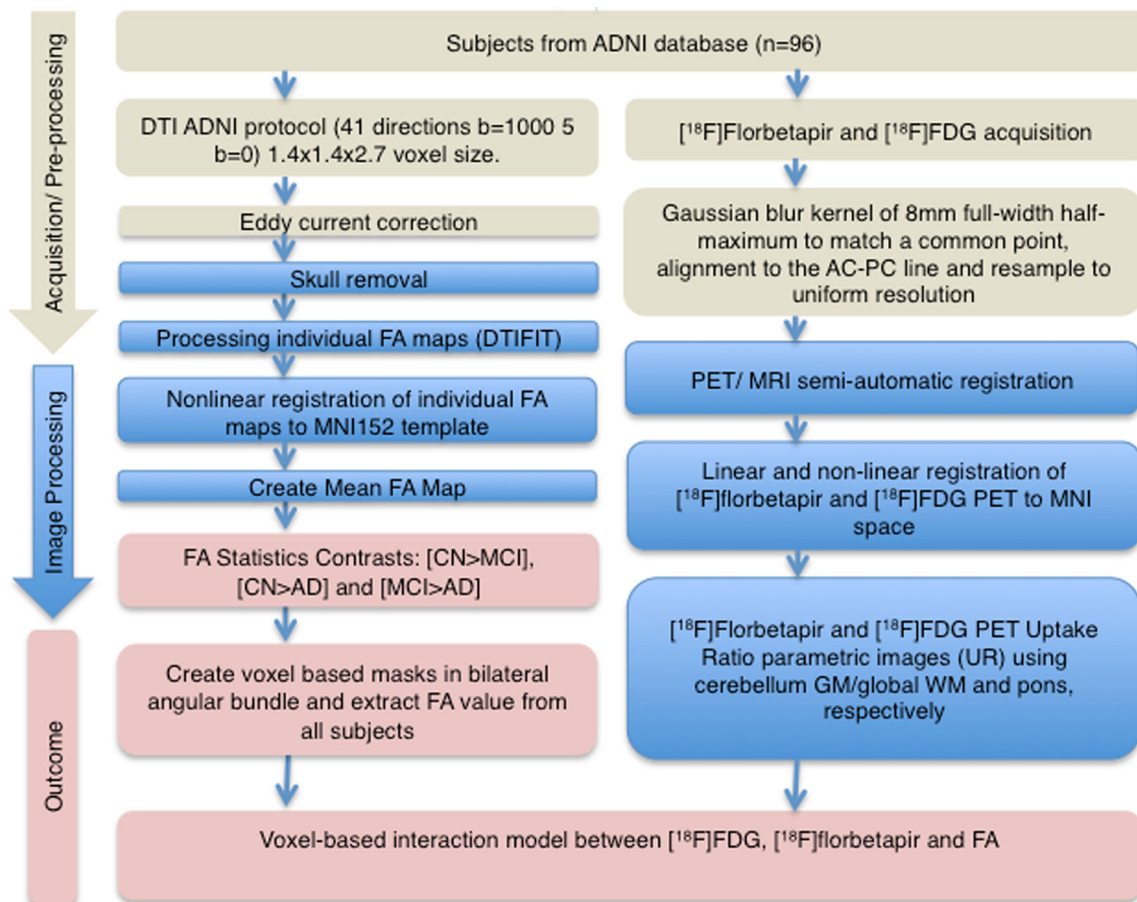 Acquisition/ Pre-processing
Image Processing
Outcome
Subjects from ADNI database (n=96)
DTI ADNI protocol (41 directions b=1000 5
b=0) 1.4x1.4x2.7 voxel size.
Eddy current correction
Skull removal
Processing individual FA maps (DTIFIT)
Nonlinear registration of individual FA
maps to MNI152 template
Create Mean FA Map
FA Statistics Contrasts: [CN>MCI],
[CN>AD] and [MCI>AD]
Create voxel based masks in bilateral
angular bundle and extract FA value from
all subjects
[¹⁸F]Florbetapir and [¹⁸F]FDG acquisition
Gaussian blur kernel of 8mm full-width half-
maximum to match a common point,
alignment to the AC-PC line and resample to
uniform resolution
PET/ MRI semi-automatic registration
Linear and non-linear registration of
[¹⁸F]florbetapir and [¹⁸F]FDG PET to MNI
space
[¹⁸F]Florbetapir and [¹⁸F]FDG PET Uptake
Ratio parametric images (UR) using
cerebellum GM/global WM and pons,
respectively
Voxel-based interaction model between [¹⁸F]FDG, [¹⁸F]florbetapir and FA